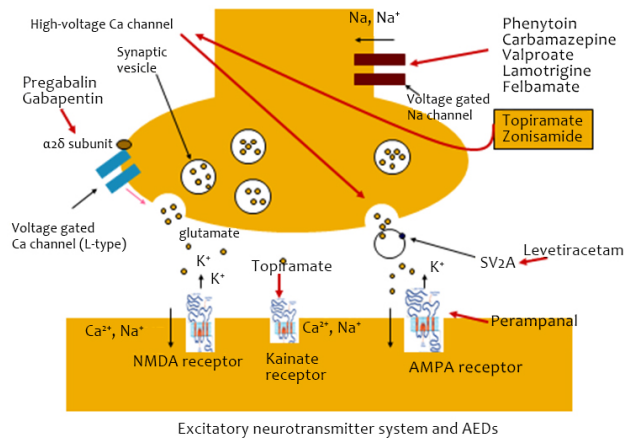 High-voltage Ca channel
Na, Na⁺
Phenytoin
Carbamazepine
Valproate
Lamotrigine
Felbamate
Synaptic
vesicle
Pregabalin
Gabapentin
Voltage gated
Na channel
Topiramate
Zonisamide
α2δ subunit
Voltage gated
Ca channel (L-type)
glutamate
K⁺
K⁺
Topiramate
K⁺
SV2A
Levetiracetam
Ca²⁺, Na⁺
Ca²⁺, Na⁺
Perampanal
NMDA receptor
Kainate
receptor
AMPA receptor
Excitatory neurotransmitter system and AEDs